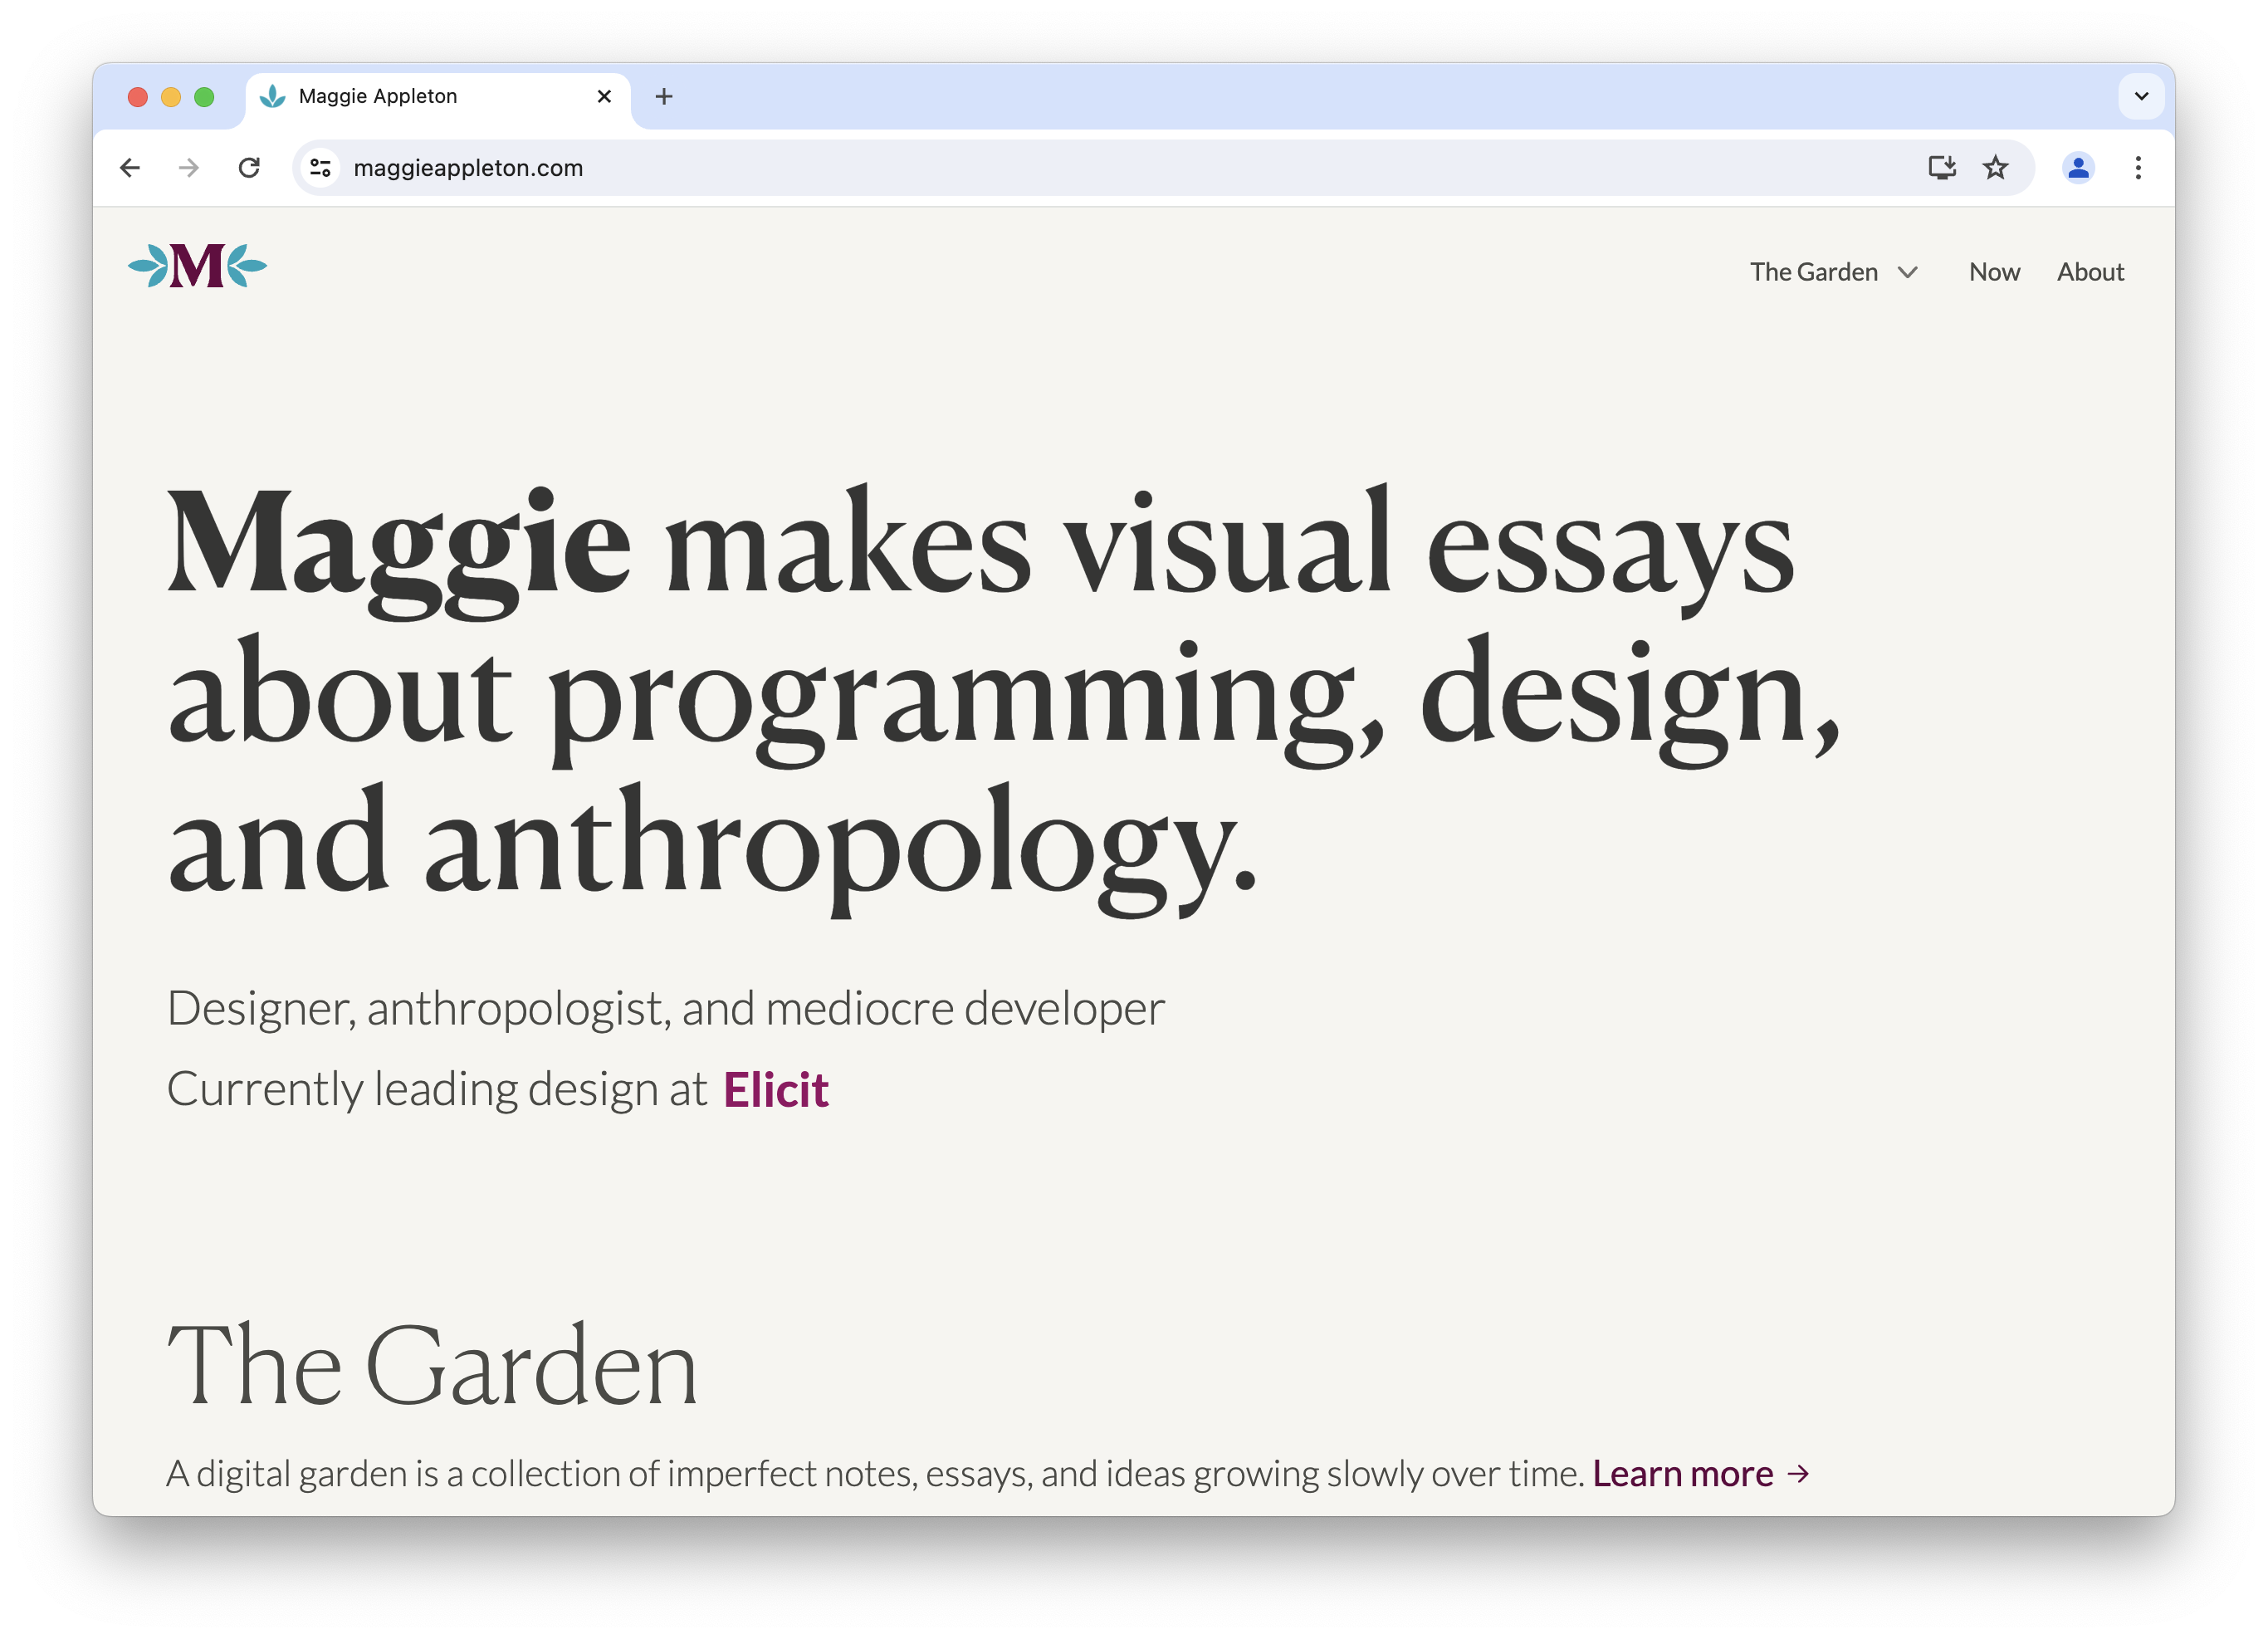 Maggie Appleton
maggieappleton.com
M
The Garden Now About
Maggie makes visual essays
about programming, design,
and anthropology.
Designer, anthropologist, and mediocre developer
Currently leading design at Elicit
The Garden
A digital garden is a collection of imperfect notes, essays, and ideas growing slowly over time. Learn more →